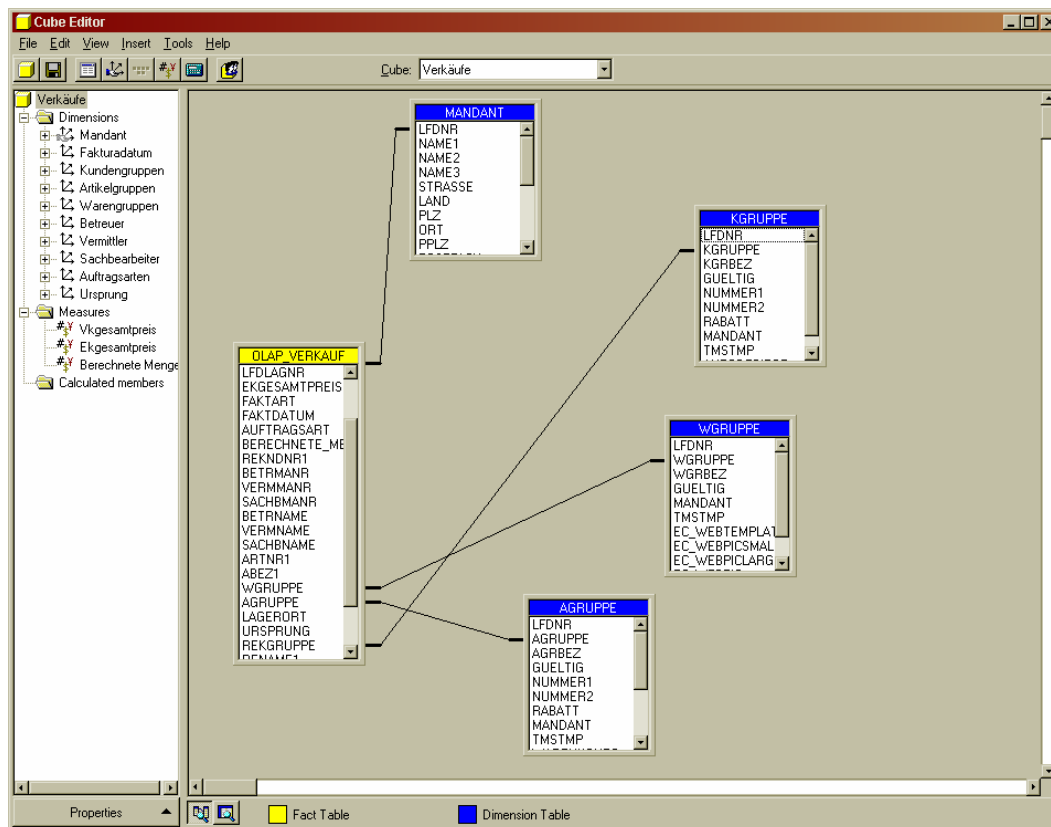 Cube Editor
File Edit View Insert Tools Help
Cube: Verkäufe
Verkäufe
Dimensions
Mandant
Fakturadatum
Kundengruppen
Artikelgruppen
Warengruppen
Betreuer
Vermittler
Sachbearbeiter
Auftragsarten
Ursprung
Measures
Vkgesamtpreis
Ekgesamtpreis
Berechnete Menge
Calculated members
MANDANT
LFDNR
NAME1
NAME2
NAME3
STRASSE
LAND
PLZ
ORT
PPLZ
KGRUPPE
LFDNR
KGRUPPE
KGRBEZ
GUELTIG
NUMMER1
NUMMER2
RABATT
MANDANT
TMSTMP
OLAP_VERKAUF
LFDLAGNR
EKGESAMTPREIS
FAKTART
FAKTDATUM
AUFTRAGSART
BERECHNETE_ME
REKNDNR1
BETRMANR
VERMMANR
SACHBMANR
BETRNAME
VERMNAME
SACHBNAME
ARTNR1
ABEZ1
WGRUPPE
AGRUPPE
LAGERORT
URSPRUNG
REKGRUPPE
WGRUPPE
LFDNR
WGRUPPE
WGRBEZ
GUELTIG
MANDANT
TMSTMP
EC_WEBTEMPLAT
EC_WEBPICSMAL
EC_WEBPICLARG
AGRUPPE
LFDNR
AGRUPPE
AGRBEZ
GUELTIG
NUMMER1
NUMMER2
RABATT
MANDANT
TMSTMP
Properties
Fact Table
Dimension Table